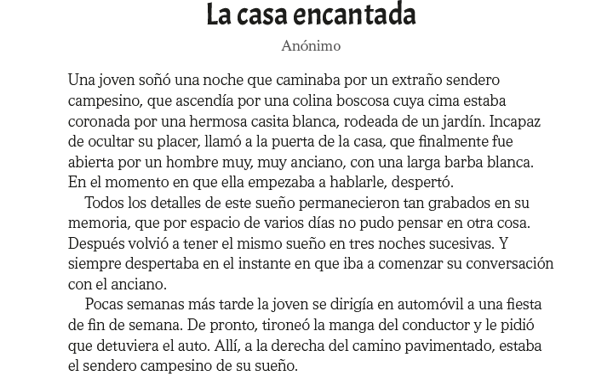 La casa encantada
Anónimo
Una joven soñó una noche que caminaba por un extraño sendero
campesino, que ascendía por una colina boscosa cuya cima estaba
coronada por una hermosa casita blanca, rodeada de un jardín. Incapaz
de ocultar su placer, llamó a la puerta de la casa, que finalmente fue
abierta por un hombre muy, muy anciano, con una larga barba blanca.
En el momento en que ella empezaba a hablarle, despertó.
Todos los detalles de este sueño permanecieron tan grabados en su
memoria, que por espacio de varios días no pudo pensar en otra cosa.
Después volvió a tener el mismo sueño en tres noches sucesivas. Y
siempre despertaba en el instante en que iba a comenzar su conversación
con el anciano.
Pocas semanas más tarde la joven se dirigía en automóvil a una fiesta
de fin de semana. De pronto, tironeó la manga del conductor y le pidió
que detuviera el auto. Allí, a la derecha del camino pavimentado, estaba
el sendero campesino de su sueño.